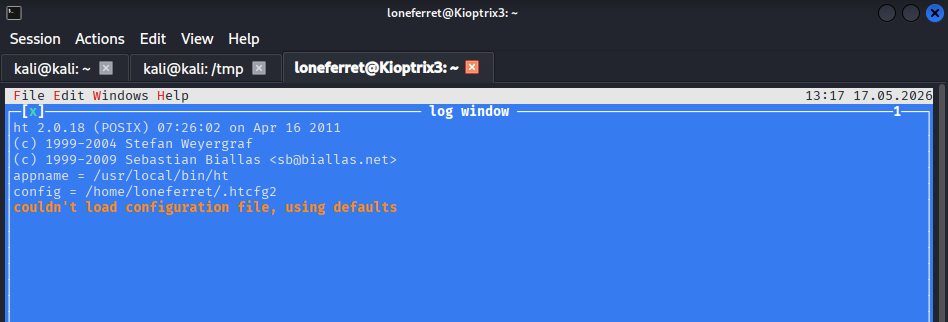 loneferret@Kioptrix3: ~
Session Actions Edit View Help
kali@kali: ~ kali@kali: /tmp loneferret@Kioptrix3: ~
File Edit Windows Help 13:17 17.05.2026
[x] log window 1
ht 2.0.18 (POSIX) 07:26:02 on Apr 16 2011
(c) 1999-2004 Stefan Weyergraf
(c) 1999-2009 Sebastian Biallas <sb@biallas.net>
appname = /usr/local/bin/ht
config = /home/loneferret/.htcfg2
couldn't load configuration file, using defaults